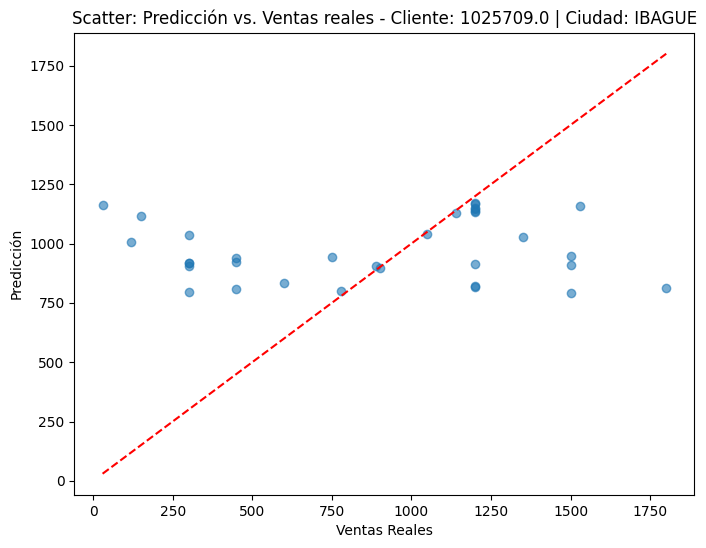 Scatter: Predicción vs. Ventas reales - Cliente: 1025709.0 | Ciudad: IBAGUE
1750
1500
1250
1000
750
500
250
0
Predicción
0 250 500 750 1000 1250 1500 1750
Ventas Reales